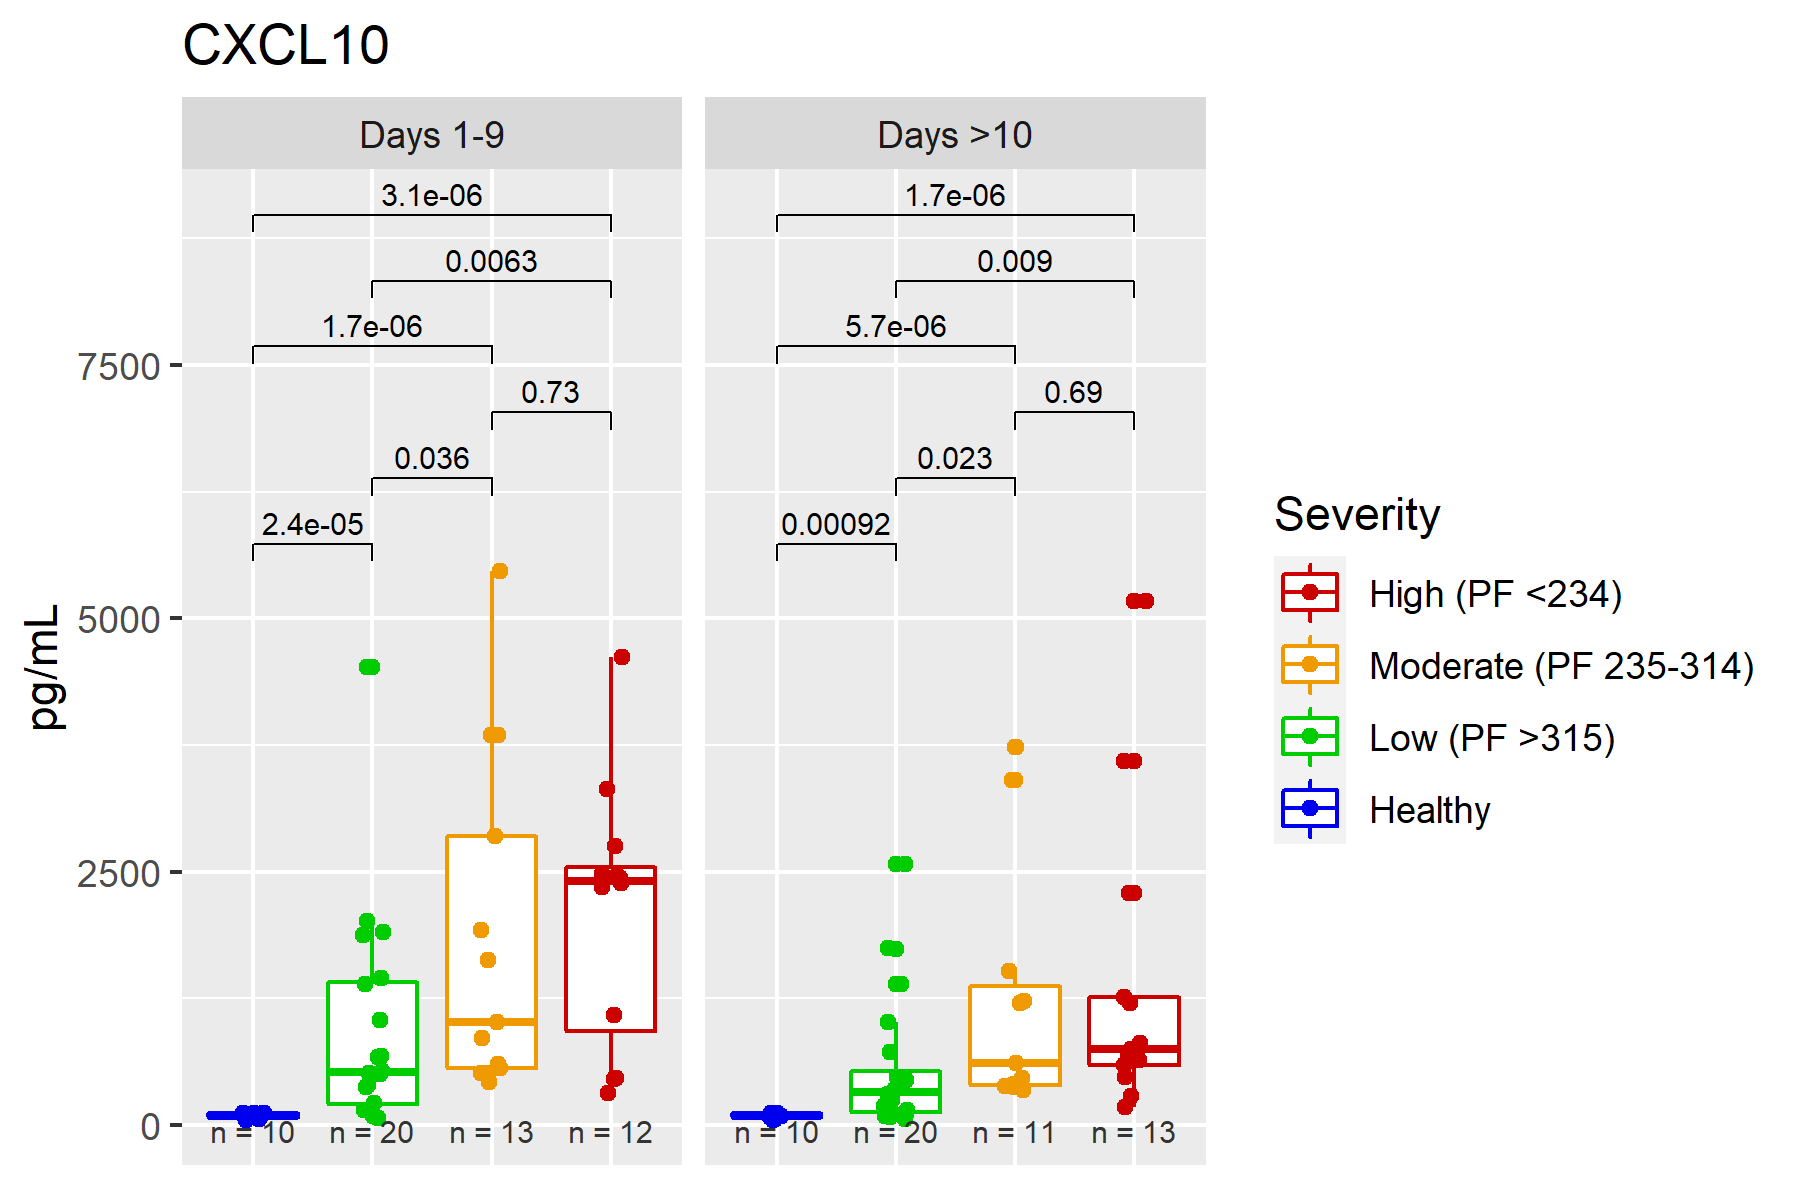 CXCL10
Days 1-9
Days >10
3.1e-06
1.7e-06
0.0063
0.009
1.7e-06
5.7e-06
7500
0.73
0.69
0.036
0.023
2.4e-05
0.00092
5000
2500
0
pg/mL
n = 10
n = 20
n = 13
n = 12
n = 10
n = 20
n = 11
n = 13
Severity
High (PF <234)
Moderate (PF 235-314)
Low (PF >315)
Healthy